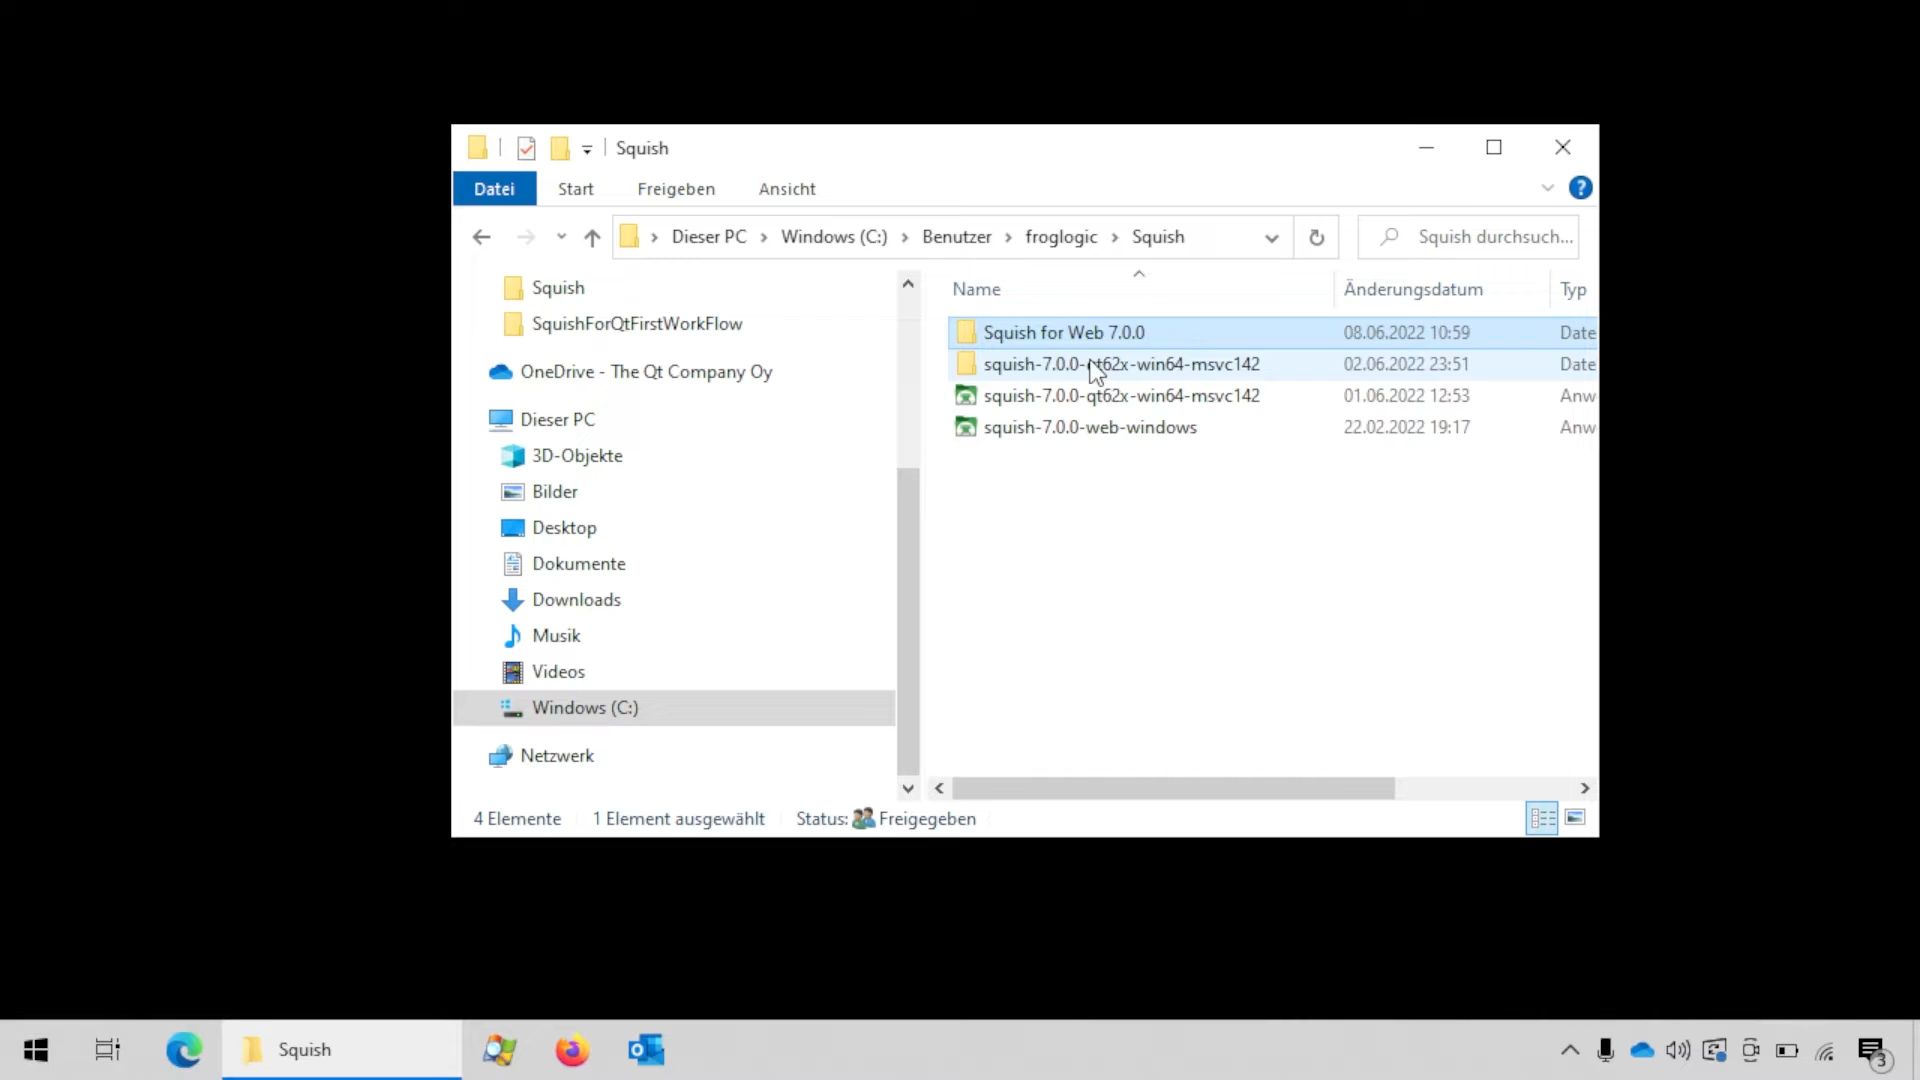 Squish
Datei Start Freigeben Ansicht
Dieser PC Windows (C:) Benutzer froglogic Squish
Squish durchsuch...
Squish
SquishForQtFirstWorkFlow
OneDrive - The Qt Company Oy
Dieser PC
3D-Objekte
Bilder
Desktop
Dokumente
Downloads
Musik
Videos
Windows (C:)
Netzwerk
Name Änderungsdatum Typ
Squish for Web 7.0.0 08.06.2022 10:59 Date
squish-7.0.0-qt62x-win64-msvc142 02.06.2022 23:51 Date
squish-7.0.0-qt62x-win64-msvc142 01.06.2022 12:53 Anw
squish-7.0.0-web-windows 22.02.2022 19:17 Anw
4 Elemente 1 Element ausgewählt Status: Freigegeben
Squish
3